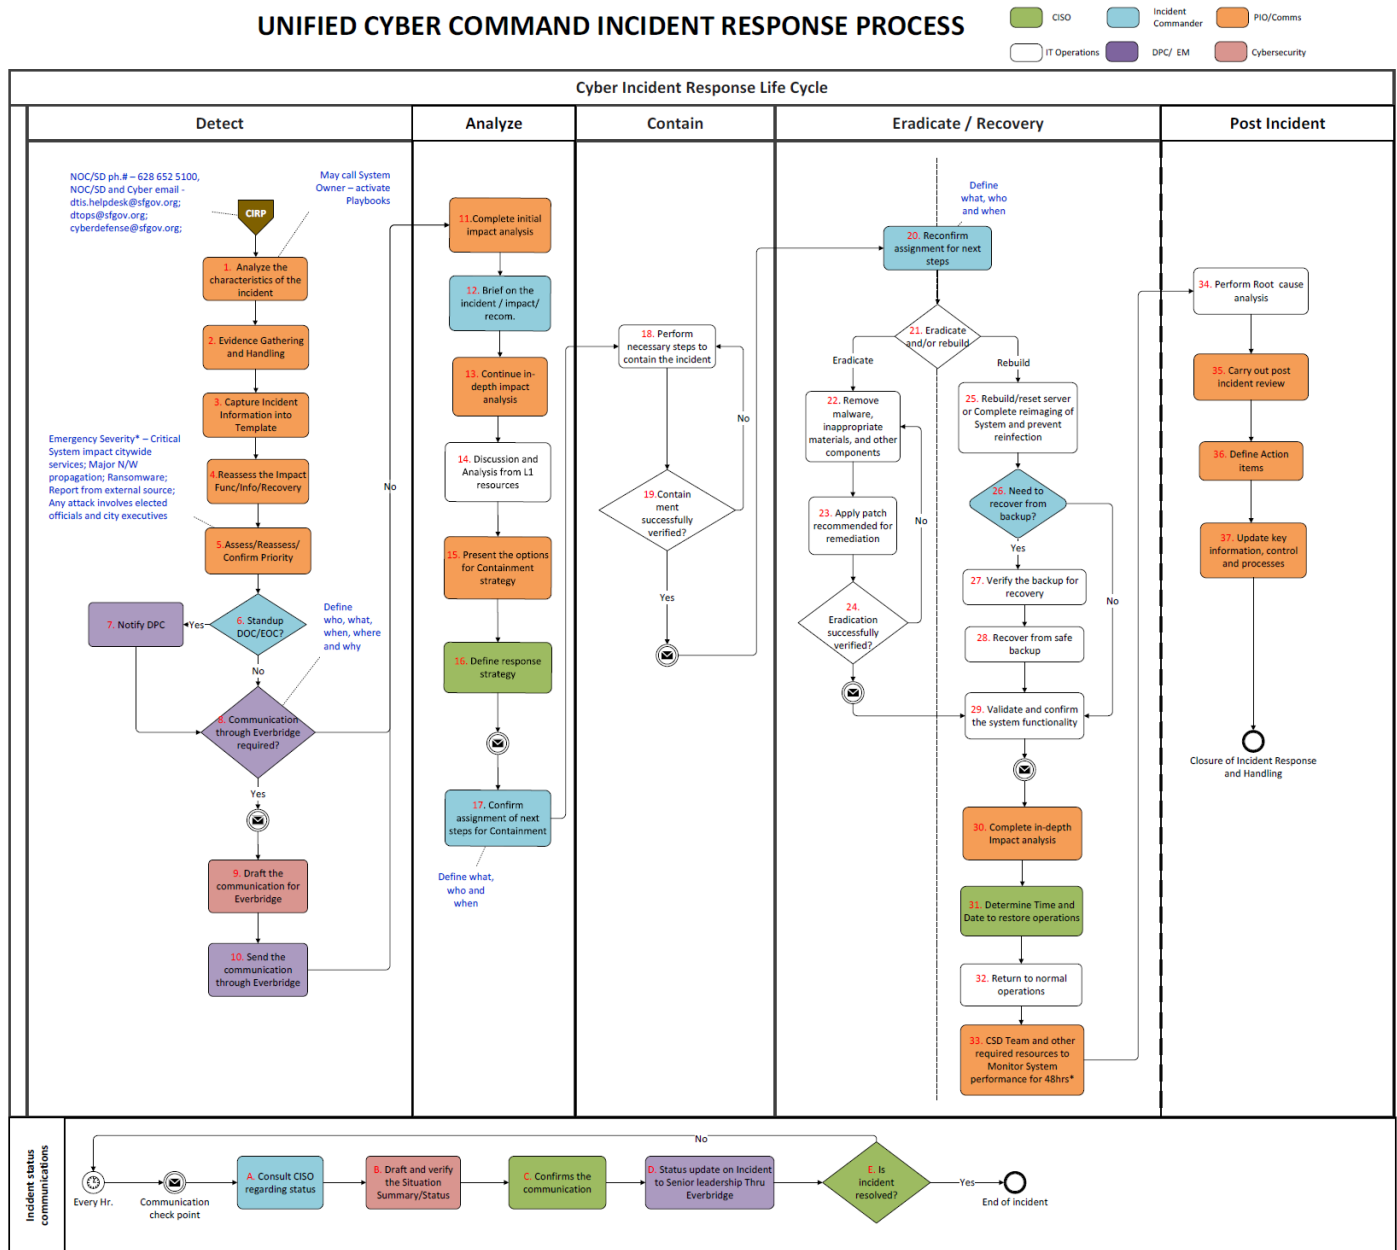 UNIFIED CYBER COMMAND INCIDENT RESPONSE PROCESS
CISO
Incident
Commander
PIO/Comms
IT Operations
DPC/ EM
Cybersecurity
Cyber Incident Response Life Cycle
Detect
Analyze
Contain
Eradicate / Recovery
Post Incident
NOC/SD ph.# – 628 652 5100,
NOC/SD and Cyber email -
dtis.helpdesk@sfgov.org;
dtops@sfgov.org;
cyberdefense@sfgov.org;
May call System
Owner – activate
Playbooks
CIRP
1. Analyze the
characteristics of the
incident
2. Evidence Gathering
and Handling
3. Capture Incident
Information into
Template
Emergency Severity* – Critical
System impact citywide
services; Major N/W
propagation; Ransomware;
Report from external source;
Any attack involves elected
officials and city executives
4.Reassess the Impact
Func/Info/Recovery
5.Assess/Reassess/
Confirm Priority
6. Standup
DOC/EOC?
Yes
7. Notify DPC
No
Define
who, what,
when, where
and why
8. Communication
through Everbridge
required?
No
Yes
9. Draft the
communication for
Everbridge
10. Send the
communication
through Everbridge
11.Complete initial
impact analysis
12. Brief on the
incident / impact/
recom.
13. Continue in-
depth impact
analysis
14. Discussion and
Analysis from L1
resources
15. Present the options
for Containment
strategy
16. Define response
strategy
17. Confirm
assignment of next
steps for Containment
Define what,
who and
when
18. Perform
necessary steps to
contain the incident
No
19.Contain
ment
successfully
verified?
Yes
Define
what, who
and when
20. Reconfirm
assignment for next
steps
21. Eradicate
and/or rebuild
Eradicate
Rebuild
22. Remove
malware,
inappropriate
materials, and other
components
23. Apply patch
recommended for
remediation
No
24.
Eradication
successfully
verified?
25. Rebuild/reset server
or Complete reimaging of
System and prevent
reinfection
26. Need to
recover from
backup?
Yes
No
27. Verify the backup for
recovery
28. Recover from safe
backup
29. Validate and confirm
the system functionality
30. Complete in-depth
Impact analysis
31. Determine Time and
Date to restore operations
32. Return to normal
operations
33. CSD Team and other
required resources to
Monitor System
performance for 48hrs*
34. Perform Root cause
analysis
35. Carry out post
incident review
36. Define Action
items
37. Update key
information, control
and processes
Closure of Incident Response
and Handling
Incident status
communications
No
Every Hr.
Communication
check point
A. Consult CISO
regarding status
B. Draft and verify
the Situation
Summary/Status
C. Confirms the
communication
D. Status update on Incident
to Senior leadership Thru
Everbridge
E. Is
incident
resolved?
Yes
End of incident